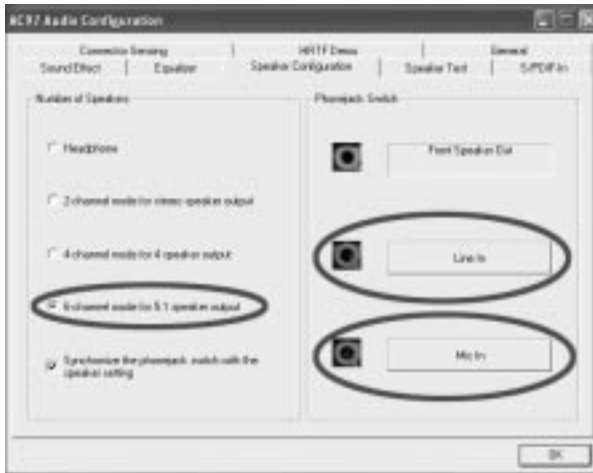 AC97 Audio Configuration
Connector Sensing
HRTF Demo
General
Sound Effect
Equalizer
Speaker Configuration
Speaker Test
S/PDIF-In
Number of Speakers
Headphone
2 channel mode for stereo speaker output
4 channel mode for 4 speaker output
6 channel mode for 5.1 speaker output
Synchronize the phonejack switch with the
speaker setting
Phonejack Switch
Front Speaker Out
Line In
Mic In
OK